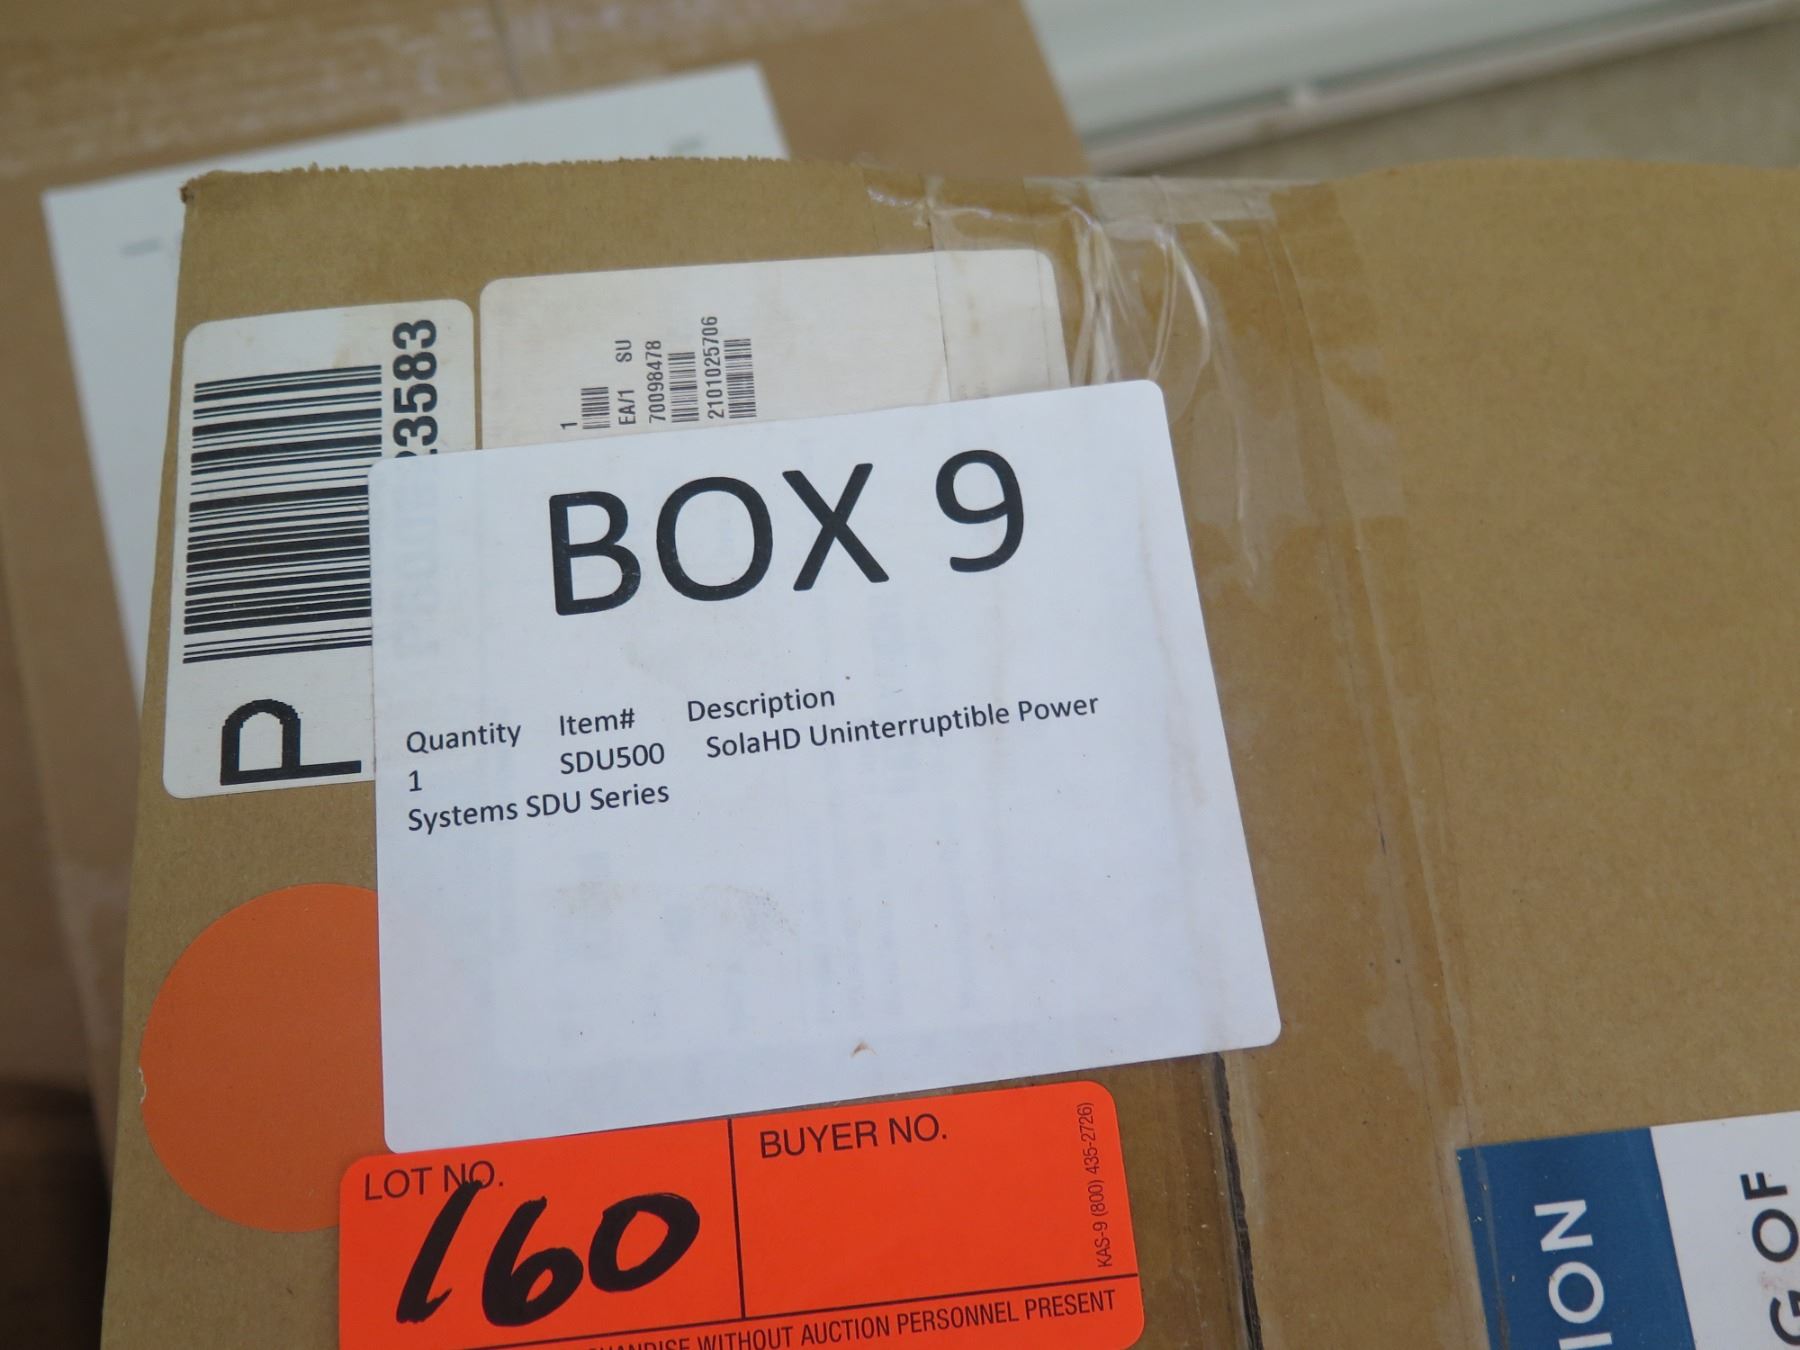 3583
P
1
EA/1 SU
70098478
2101025706
BOX 9
Quantity Item# Description
1 SDU500 SolaHD Uninterruptible Power
Systems SDU Series
LOT NO.
160
BUYER NO.
KAS-9 (800) 435-2726)
WITHOUT AUCTION PERSONNEL PRESENT
ION
G OF